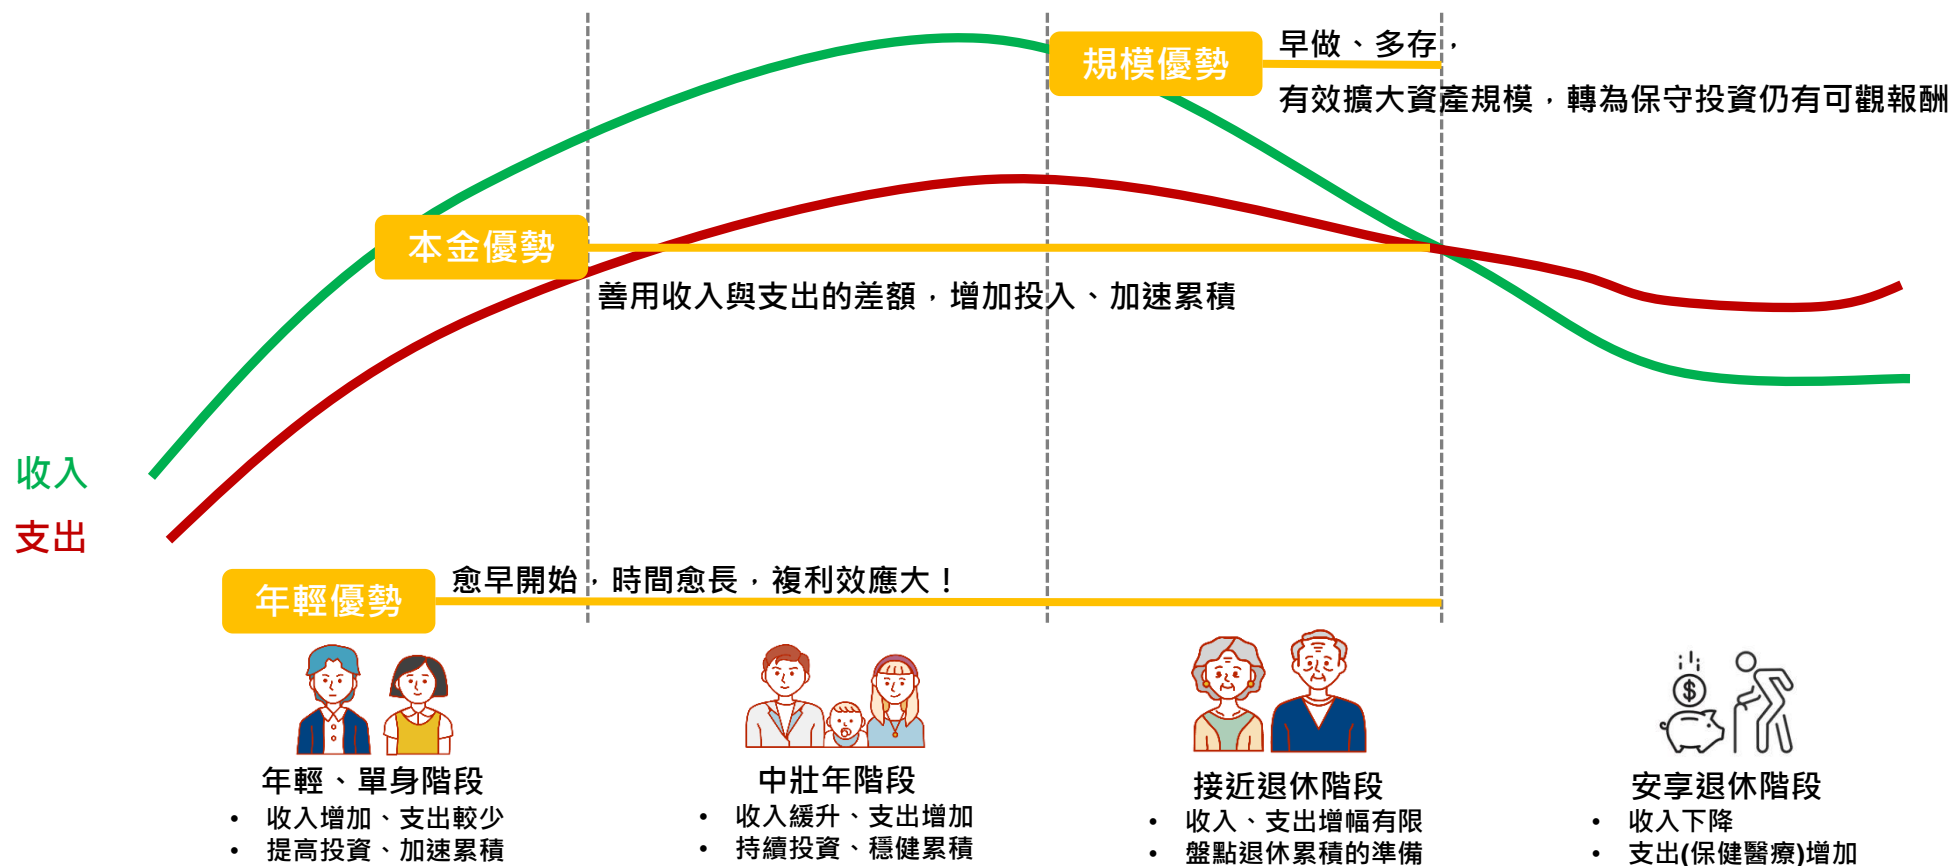 規模優勢
早做、多存，
有效擴大資產規模，轉為保守投資仍有可觀報酬
本金優勢
善用收入與支出的差額，增加投入、加速累積
收入
支出
年輕優勢
愈早開始，時間愈長，複利效應大！
年輕、單身階段
• 收入增加、支出較少
• 提高投資、加速累積
中壯年階段
• 收入緩升、支出增加
• 持續投資、穩健累積
接近退休階段
• 收入、支出增幅有限
• 盤點退休累積的準備
安享退休階段
• 收入下降
• 支出(保健醫療)增加